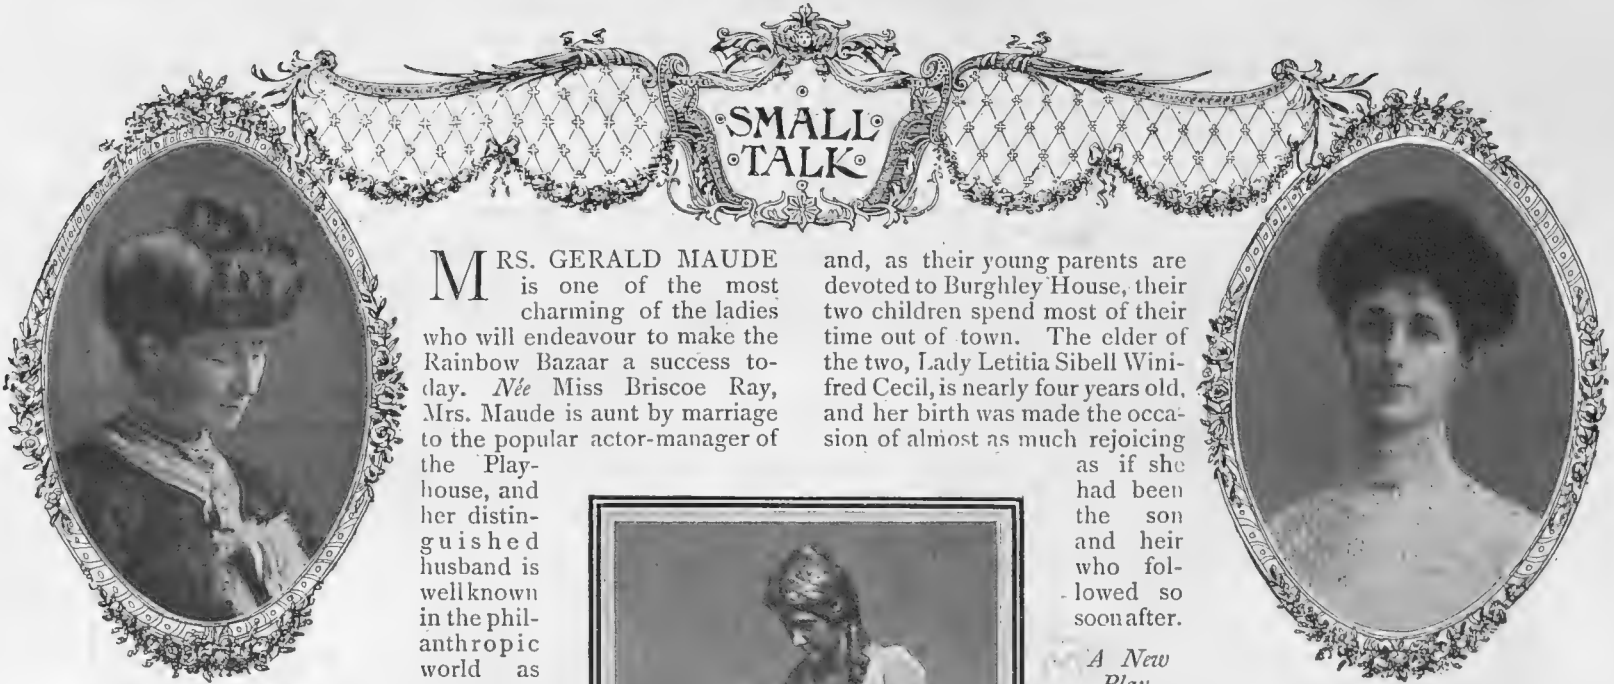 SMALL
TALK
MRS. GERALD MAUDE
is one of the most
charming of the ladies
who will endeavour to make the
Rainbow Bazaar a success to-
day. Née Miss Briscoe Ray,
Mrs. Maude is aunt by marriage
to the popular actor-manager of
the Play-
house, and
her distin-
guished
husband is
well known
in the phil-
anthropic
world as
and, as their young parents are
devoted to Burghley House, their
two children spend most of their
time out of town. The elder of
the two, Lady Letitia Sibell Wini-
fred Cecil, is nearly four years old,
and her birth was made the occa-
sion of almost as much rejoicing
as if she
had been
the son
and heir
who fol-
lowed so
soon after.
A New
Play